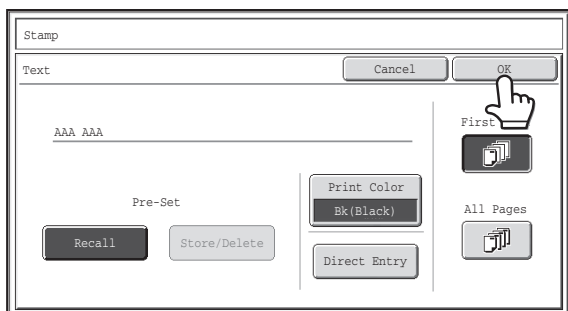 Stamp
Text
Cancel
OK
AAA AAA
First
Pre-Set
Print Color
Bk(Black)
All Pages
Recall
Store/Delete
Direct Entry